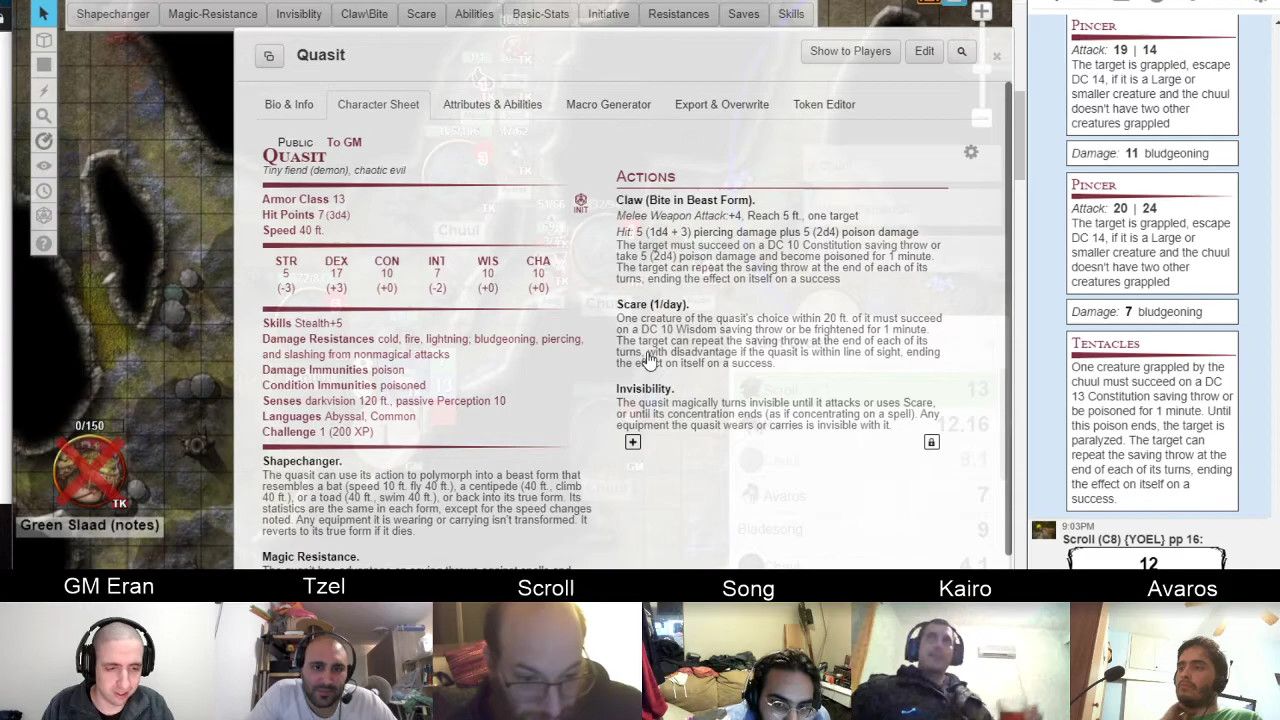 Shapechanger
Magic-Resistance
Invisiblity
Claw\Bite
Scare
Abilities
Basic-Stats
Initiative
Resistances
Saves
Skills
Quasit
Show to Players
Edit
Bio & Info
Character Sheet
Attributes & Abilities
Macro Generator
Export & Overwrite
Token Editor
PUBLIC To GM
QUASIT
Tiny fiend (demon), chaotic evil
Armor Class 13
Hit Points 7 (3d4)
Speed 40 ft.
INIT
STR DEX CON INT WIS CHA
5 17 10 7 10 10
(-3) (+3) (+0) (-2) (+0) (+0)
Skills Stealth+5
Damage Resistances cold, fire, lightning; bludgeoning, piercing,
and slashing from nonmagical attacks
Damage Immunities poison
Condition Immunities poisoned
Senses darkvision 120 ft., passive Perception 10
Languages Abyssal, Common
Challenge 1 (200 XP)
Shapechanger.
The quasit can use its action to polymorph into a beast form that
resembles a bat (speed 10 ft. fly 40 ft.), a centipede (40 ft., climb
40 ft.), or a toad (40 ft., swim 40 ft.), or back into its true form. Its
statistics are the same in each form, except for the speed changes
noted. Any equipment it is wearing or carrying isn't transformed. It
reverts to its true form if it dies.
Magic Resistance.
ACTIONS
Claw (Bite in Beast Form).
Melee Weapon Attack:+4, Reach 5 ft., one target
Hit: 5 (1d4 + 3) piercing damage plus 5 (2d4) poison damage
The target must succeed on a DC 10 Constitution saving throw or
take 5 (2d4) poison damage and become poisoned for 1 minute.
The target can repeat the saving throw at the end of each of its
turns, ending the effect on itself on a success
Scare (1/day).
One creature of the quasit's choice within 20 ft. of it must succeed
on a DC 10 Wisdom saving throw or be frightened for 1 minute.
The target can repeat the saving throw at the end of each of its
turns, with disadvantage if the quasit is within line of sight, ending
the effect on itself on a success.
Invisibility.
The quasit magically turns invisible until it attacks or uses Scare,
or until its concentration ends (as if concentrating on a spell). Any
equipment the quasit wears or carries is invisible with it.
Scroll 13
12.16
Avaros 7
Bladesong 9
0/150
TK
Green Slaad (notes)
PINCER
Attack: 19 | 14
The target is grappled, escape
DC 14, if it is a Large or
smaller creature and the chuul
doesn't have two other
creatures grappled
Damage: 11 bludgeoning
PINCER
Attack: 20 | 24
The target is grappled, escape
DC 14, if it is a Large or
smaller creature and the chuul
doesn't have two other
creatures grappled
Damage: 7 bludgeoning
TENTACLES
One creature grappled by the
chuul must succeed on a DC
13 Constitution saving throw or
be poisoned for 1 minute. Until
this poison ends, the target is
paralyzed. The target can
repeat the saving throw at the
end of each of its turns, ending
the effect on itself on a
success.
9:03PM
Scroll (C8) {YOEL} pp 16:
12
GM Eran
Tzel
Scroll
Song
Kairo
Avaros